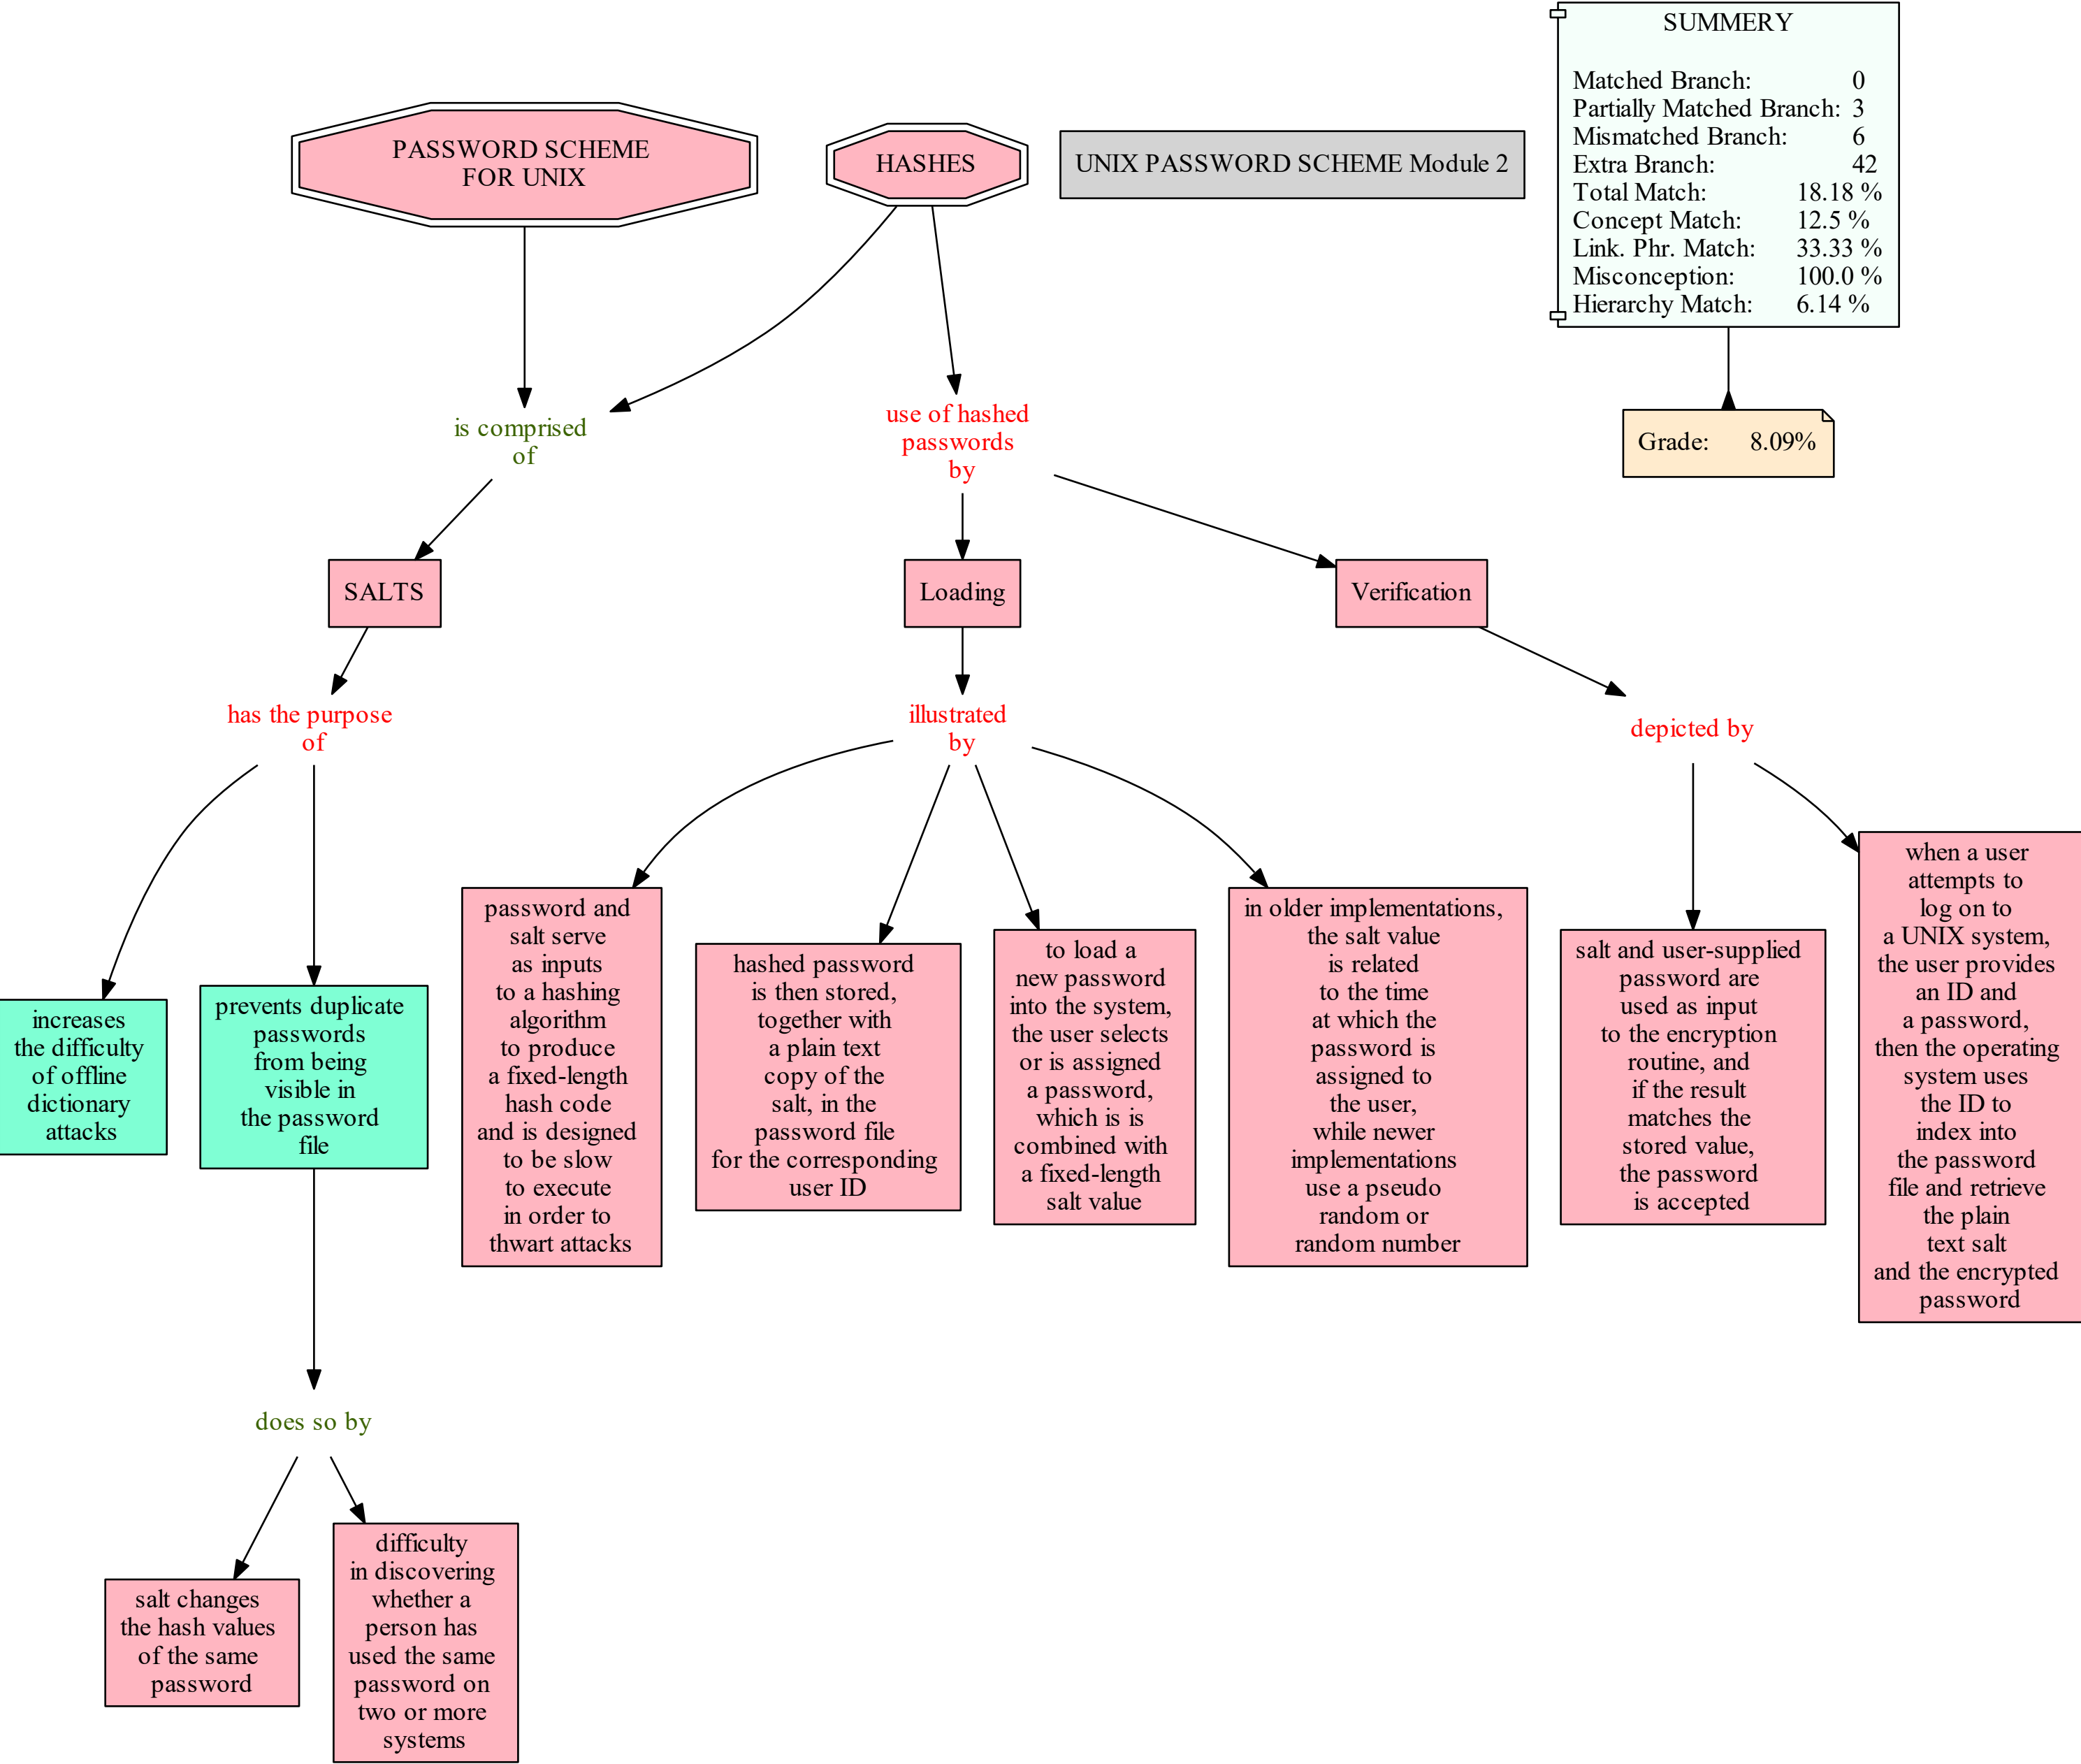 SUMMERY
Matched Branch: 0
Partially Matched Branch: 3
Mismatched Branch: 6
Extra Branch: 42
Total Match: 18.18 %
Concept Match: 12.5 %
Link. Phr. Match: 33.33 %
Misconception: 100.0 %
Hierarchy Match: 6.14 %
PASSWORD SCHEME
FOR UNIX
HASHES
UNIX PASSWORD SCHEME Module 2
Grade: 8.09%
is comprised
of
use of hashed
passwords
by
SALTS
Loading
Verification
has the purpose
of
illustrated
by
depicted by
increases
the difficulty
of offline
dictionary
attacks
prevents duplicate
passwords
from being
visible in
the password
file
password and
salt serve
as inputs
to a hashing
algorithm
to produce
a fixed-length
hash code
and is designed
to be slow
to execute
in order to
thwart attacks
hashed password
is then stored,
together with
a plain text
copy of the
salt, in the
password file
for the corresponding
user ID
to load a
new password
into the system,
the user selects
or is assigned
a password,
which is is
combined with
a fixed-length
salt value
in older implementations,
the salt value
is related
to the time
at which the
password is
assigned to
the user,
while newer
implementations
use a pseudo
random or
random number
salt and user-supplied
password are
used as input
to the encryption
routine, and
if the result
matches the
stored value,
the password
is accepted
when a user
attempts to
log on to
a UNIX system,
the user provides
an ID and
a password,
then the operating
system uses
the ID to
index into
the password
file and retrieve
the plain
text salt
and the encrypted
password
does so by
salt changes
the hash values
of the same
password
difficulty
in discovering
whether a
person has
used the same
password on
two or more
systems